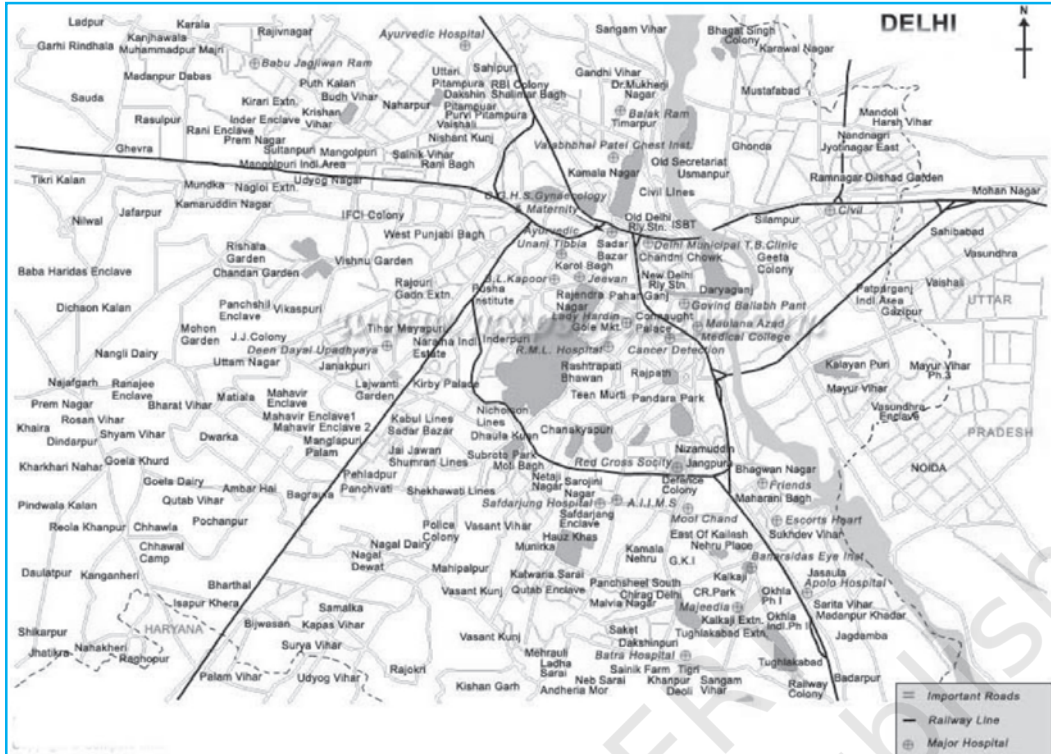 DELHI
N
Ladpur
Karala
Rajivnagar
Ayurvedic Hospital
Sangam Vihar
Bhagat Singh
Colony
Karawal Nagar
Garhi Rindhala
Kanjhawala
Muhammadpur Majri
Babu Jagjiwan Ram
Madanpur Dabas
Puth Kalan
Budh Vihar
Uttari
Pitampura
Sahipur
RBI Colony
Dakshin
Shalimar Bagh
Pitampuar
Purvi Pitampura
Vaishali
Naharpur
Nishant Kunj
Gandhi Vihar
Dr.Mukherji
Nagar
Balak Ram
Timarpur
Mustafabad
Mandoli
Harsh Vihar
Sauda
Rasulpur
Kirari Extn.
Inder Enclave
Krishan
Vihar
Rani Enclave
Prem Nagar
Sultanpuri
Mangolpuri
Mangolpuri Indl.Area
Sainik Vihar
Rani Bagh
Ghevra
Valabhbhai Patel Chest Inst.
Kamala Nagar
Old Secretariat
Usmanpur
Ghonda
Nandnagri
Jyotinagar East
Ramnagar
Dilshad Garden
Mohan Nagar
Tikri Kalan
Mundka
Nagloi Extn.
Udyog Nagar
Kamaruddin Nagar
Jafarpur
Nilwal
IFCI-Colony
West Punjabi Bagh
C.G.H.S.Gynaecology
& Maternity
Civil Lines
Old Delhi
Rly.Stn.
ISBT
Silampur
Civil
Sahibabad
Ayurvedic
Unani Tibbia
Sadar
Bazar
Delhi Municipal T.B.Clinic
Chandni Chowk
Geeta
Colony
Vasundhra
Rishala
Garden
Chandan Garden
Vishnu Garden
Baba Haridas Enclave
Rajouri
Gadn Extn.
Pusha
Institute
B.L.Kapoor
Karol Bagh
Jeevan
New Delhi
Rly Stn
Daryaganj
Patparganj
Indl Area
Gazipur
Vaishali
UTTAR
Dichaon Kalan
Panchshil
Enclave
Vikaspuri
Rajendra
Nagar
Pahar Ganj
Govind Ballabh Pant
Lady Hardin
Gole Mkt.
Connaught
Palace
Maulana Azad
Medical College
Mohon
Garden
J.J.Colony
Uttam Nagar
Tihar
Mayapuri
Deen Dayal Upadhyaya
Janakpuri
Naraina Indl
Estate
Inderpuri
R.M.L. Hospital
Cancer Detection
Nangli Dairy
Kalayan Puri
Mayur Vihar
Ph.3
Mayur Vihar
Najafgarh
Ranajee
Enclave
Prem Nagar
Bharat Vihar
Matiala
Mahavir
Enclave
Lajwanti
Garden
Kirby Palace
Rashtrapati
Bhawan
Rajpath
Teen Murti
Pandara Park
Vasundhra
Enclave
PRADESH
Rosan Vihar
Khaira
Dindarpur
Shyam Vihar
Mahavir Enclave1
Mahavir Enclave 2
Manglapuri
Palam
Dwarka
Kabul Lines
Sadar Bazar
Nicholson
Lines
Dhaula Kuan
Chanakyapuri
Jai Jawan
Shumran Lines
Subroto Park
Moti Bagh
Nizamuddin
Jangpura
Red Cross Socity
NOIDA
Kharkhari Nahar
Goela Khurd
Goela Dairy
Ambar Hai
Pehladpur
Panchvati
Bagraula
Shekhawati Lines
Netaji
Nagar
Sarojini
Nagar
Defence
Colony
Bhagwan Nagar
Friends
Maharani Bagh
Pindwala Kalan
Qutab Vihar
Pochanpur
Reola Khanpur
Chhawla
Safdarjung Hospital
Safdarjang
Enclave
A.I.I.M.S
Mool Chand
Escorts Heart
Sukhdev Vihar
Police
Colony
Vasant Vihar
Hauz Khas
Munirka
East Of Kailash
Nehru Place
Chhawal
Camp
Nagal Dairy
Nagal
Dewat
Mahipalpur
Kamala
Nehru
G.K.I
Banarsidas Eye Inst.
Daulatpur
Kanganheri
Bharthal
Vasant Kunj
Katwaria Sarai
Qutab Enclave
Panchsheel South
Chirag Delhi
Malvia Nagar
Kalkaji
CR.Park
Majeedia
Okhla
Ph I
Jasaula
Apolo Hospital
Sarita Vihar
Madanpur Khadar
Isapur Khera
Samalka
Kapas Vihar
Bijwasan
Kalkaji Extn.
Okhla
Indl.Ph I
Tughlakabad Extn.
Jagdamba
Shikarpur
HARYANA
Nahakheri
Jhatikra
Raghopur
Surya Vihar
Vasant Kunj
Saket
Dakshinpuri
Batra Hospital
Tughlakabad
Badarpur
Palam Vihar
Udyog Vihar
Rajokri
Mehrauli
Ladha
Sarai
Sainik Farm
Tigri
Neb Sarai
Khanpur
Deoli
Sangam
Vihar
Railway
Colony
Kishan Garh
Andheria Mor
Important Roads
Railway Line
Major Hospital